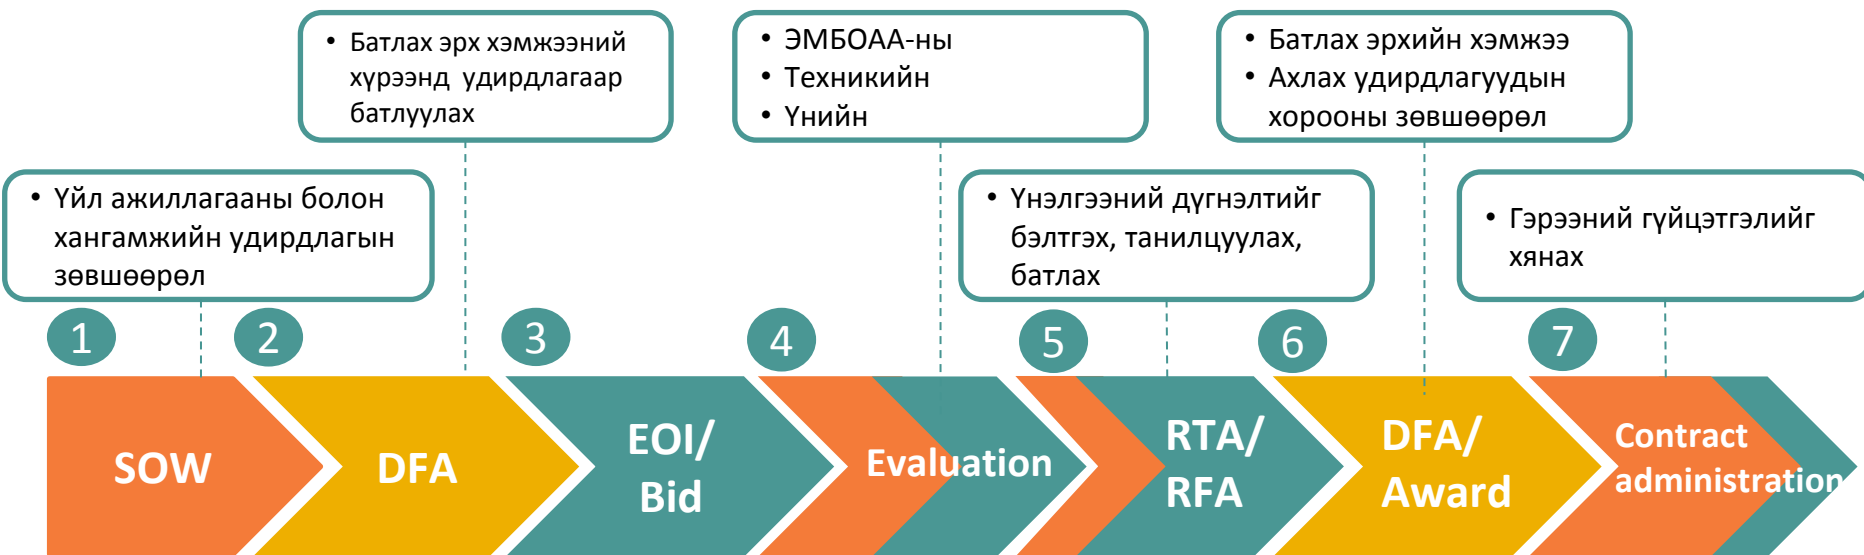 • Батлах эрх хэмжээний
хүрээнд удирдлагаар
батлуулах
• ЭМБОАА-ны
• Техникийн
• Үнийн
• Батлах эрхийн хэмжээ
• Ахлах удирдлагуудын
хорооны зөвшөөрөл
• Үйл ажиллагааны болон
хангамжийн удирдлагын
зөвшөөрөл
• Үнэлгээний дүгнэлтийг
бэлтгэх, танилцуулах,
батлах
• Гэрээний гүйцэтгэлийг
хянах
1
2
3
4
5
6
7
SOW
DFA
EOI/
Bid
Evaluation
RTA/
RFA
DFA/
Award
Contract
administration